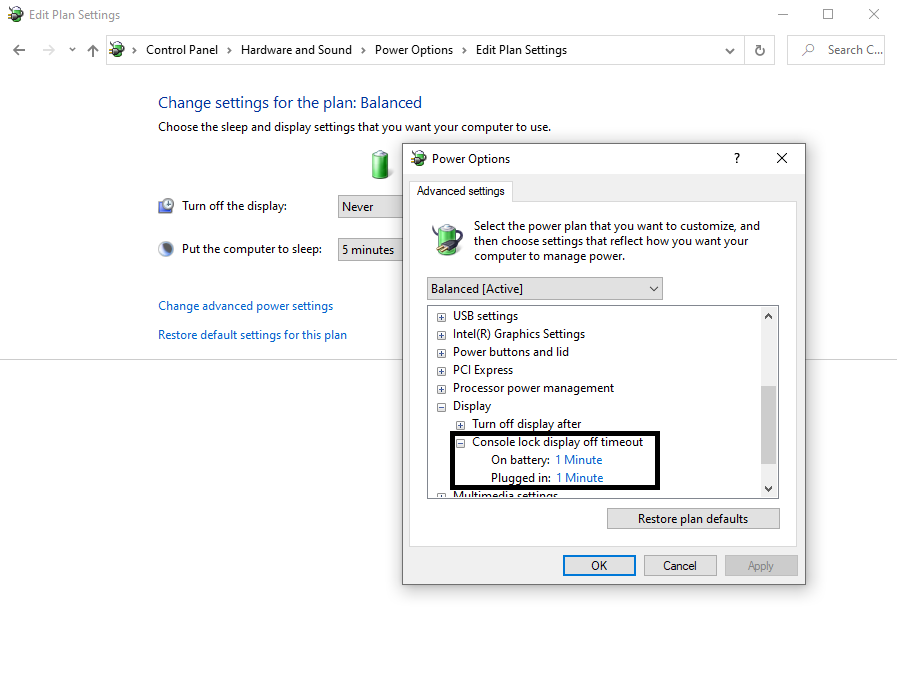 Edit Plan Settings
Control Panel > Hardware and Sound > Power Options > Edit Plan Settings
Search C...
Change settings for the plan: Balanced
Choose the sleep and display settings that you want your computer to use.
Turn off the display:
Never
Put the computer to sleep:
5 minutes
Change advanced power settings
Restore default settings for this plan
Power Options
?
Advanced settings
Select the power plan that you want to customize, and
then choose settings that reflect how you want your
computer to manage power.
Balanced [Active]
USB settings
Intel(R) Graphics Settings
Power buttons and lid
PCI Express
Processor power management
Display
Turn off display after
Console lock display off timeout
On battery: 1 Minute
Plugged in: 1 Minute
Multimedia settings
Restore plan defaults
OK
Cancel
Apply